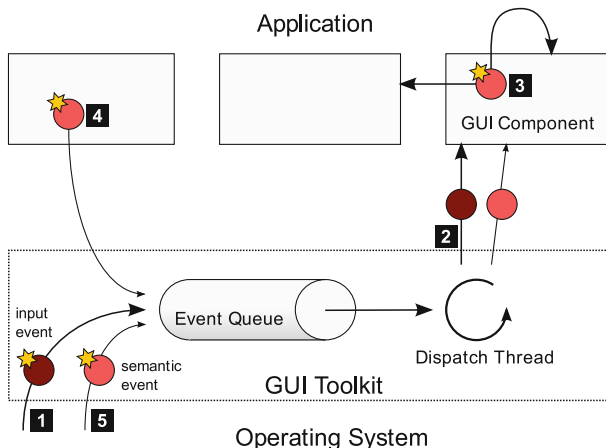 Application
3
4
GUI Component
2
input
event
Event Queue
semantic
event
Dispatch Thread
GUI Toolkit
1
5
Operating System